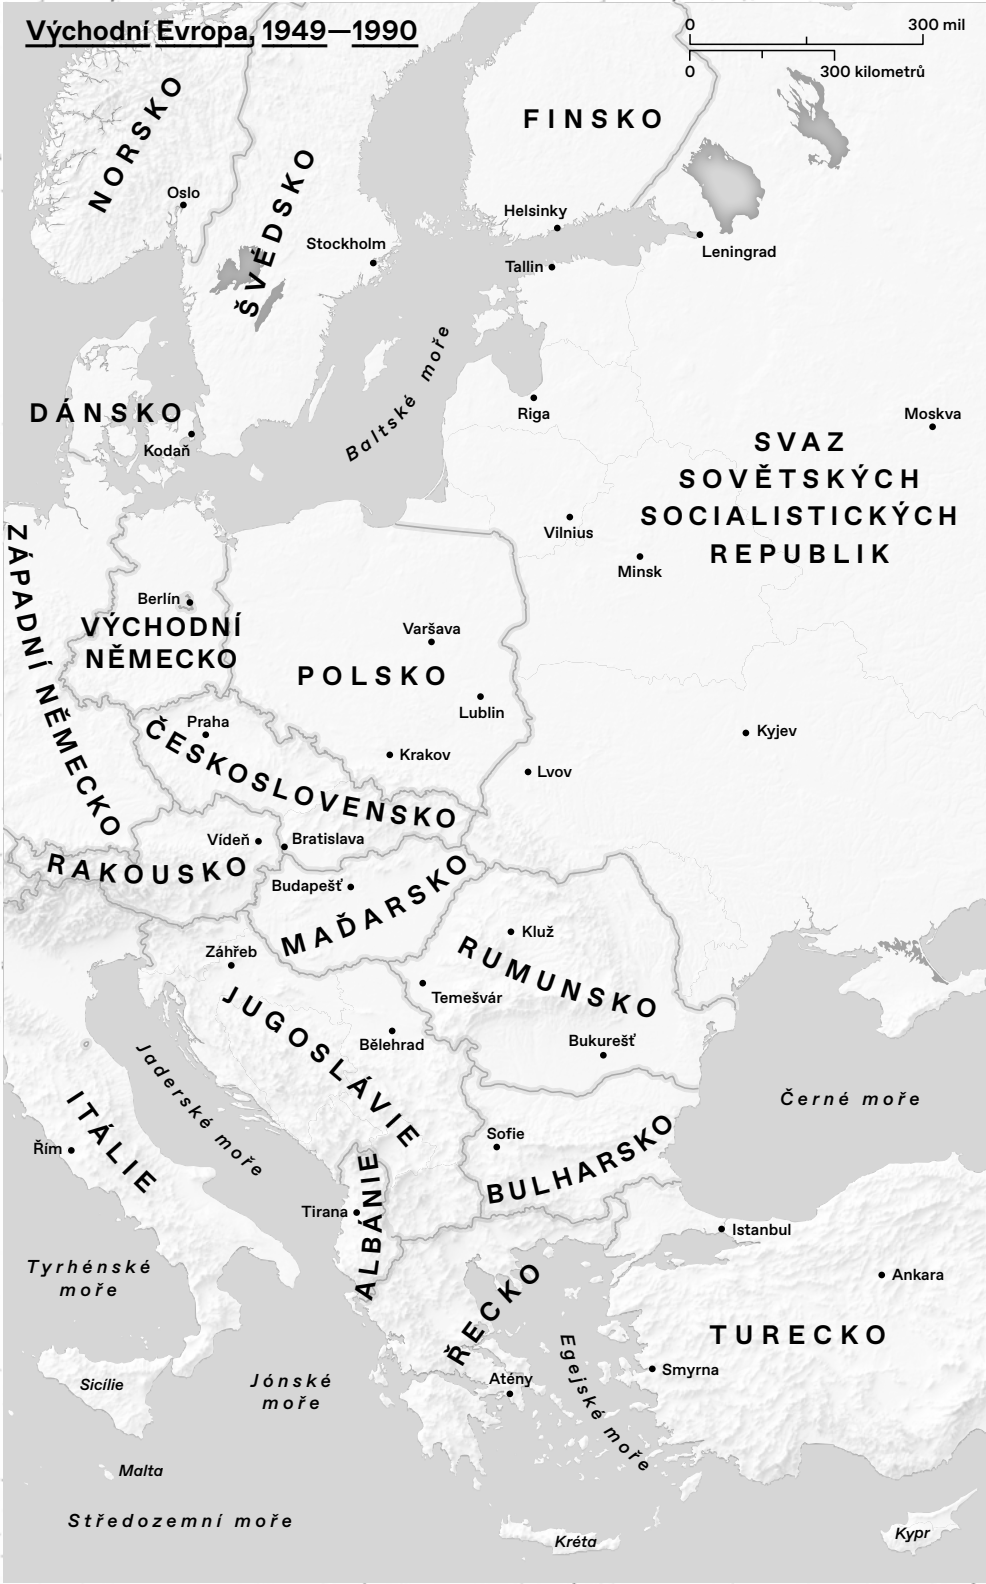 Východní Evropa, 1949—1990
0 300 mil
0 300 kilometrů
NORSKO
FINSKO
Oslo
ŠVÉDSKO
Helsinky
Stockholm
Leningrad
Tallin
Baltské moře
DÁNSKO
Kodaň
Riga
Moskva
SVAZ
SOVĚTSKÝCH
SOCIALISTICKÝCH
REPUBLIK
Vilnius
Minsk
ZÁPADNÍ NĚMECKO
Berlín
VÝCHODNÍ
NĚMECKO
Varšava
POLSKO
Lublin
Praha
ČESKOSLOVENSKO
Krakov
Lvov
Kyjev
Vídeň
Bratislava
RAKOUSKO
Budapešť
MAĎARSKO
Kluž
RUMUNSKO
Záhřeb
Temešvár
JUGOSLÁVIE
Bělehrad
Bukurešť
Jaderské moře
Černé moře
ITÁLIE
Řím
Sofie
BULHARSKO
ALBÁNIE
Tirana
Istanbul
Tyrhénské
moře
Ankara
ŘECKO
TURECKO
Egejské moře
Smyrna
Sicílie
Jónské
moře
Atény
Malta
Středozemní moře
Kréta
Kypr